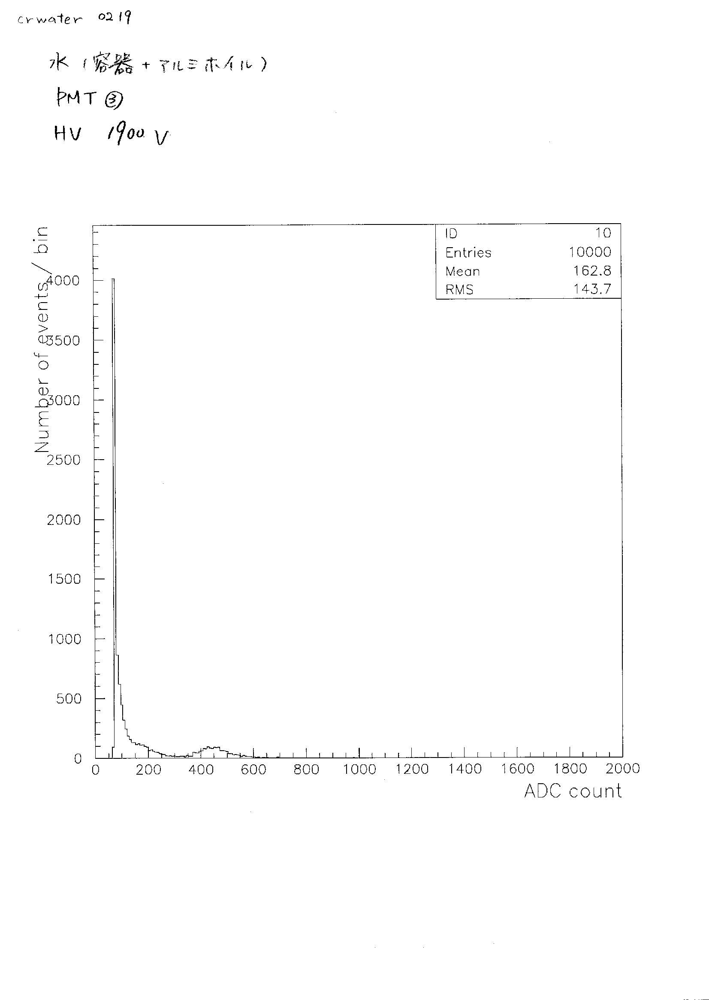 crwater 0219
水 (容器 + アルミホイル)
PMT ③
HV 1900 V
ID 10
Entries 10000
Mean 162.8
RMS 143.7
Number of events / bin
4000
3500
3000
2500
2000
1500
1000
500
0
0 200 400 600 800 1000 1200 1400 1600 1800 2000
ADC count